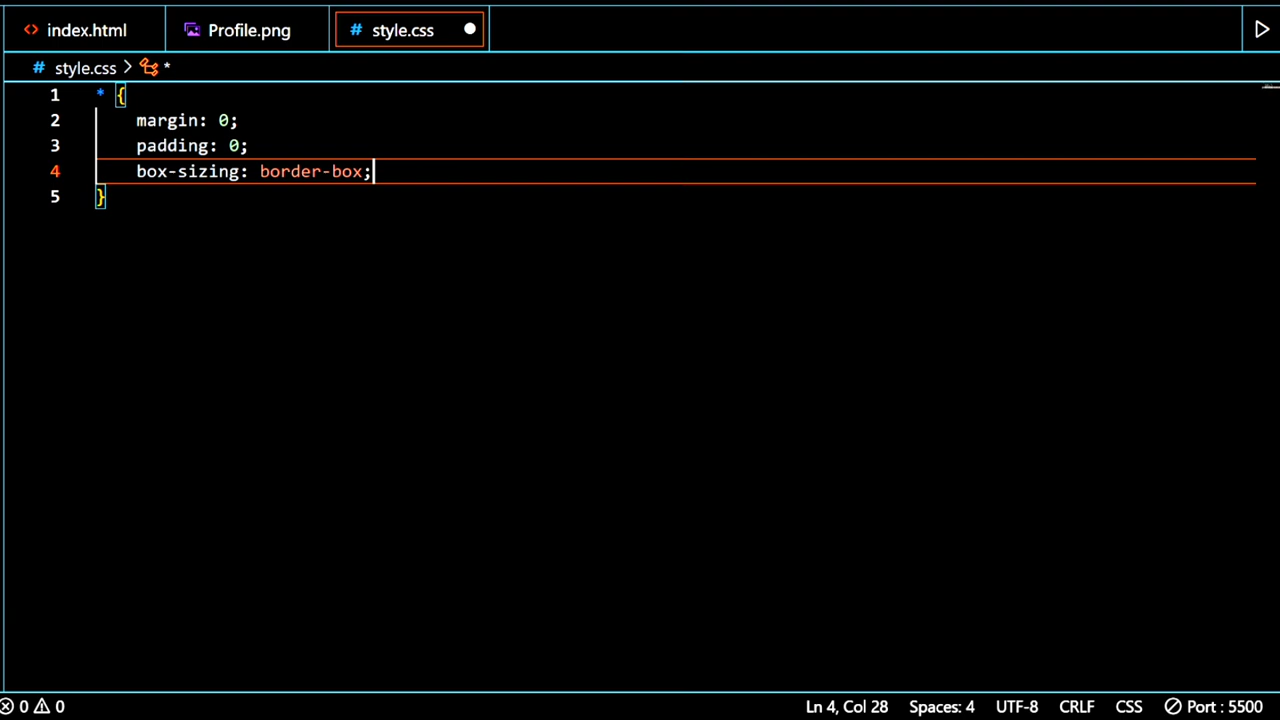 index.html Profile.png # style.css
# style.css > *
1 * {
2 margin: 0;
3 padding: 0;
4 box-sizing: border-box;
5 }
0 0 Ln 4, Col 28 Spaces: 4 UTF-8 CRLF CSS Port : 5500